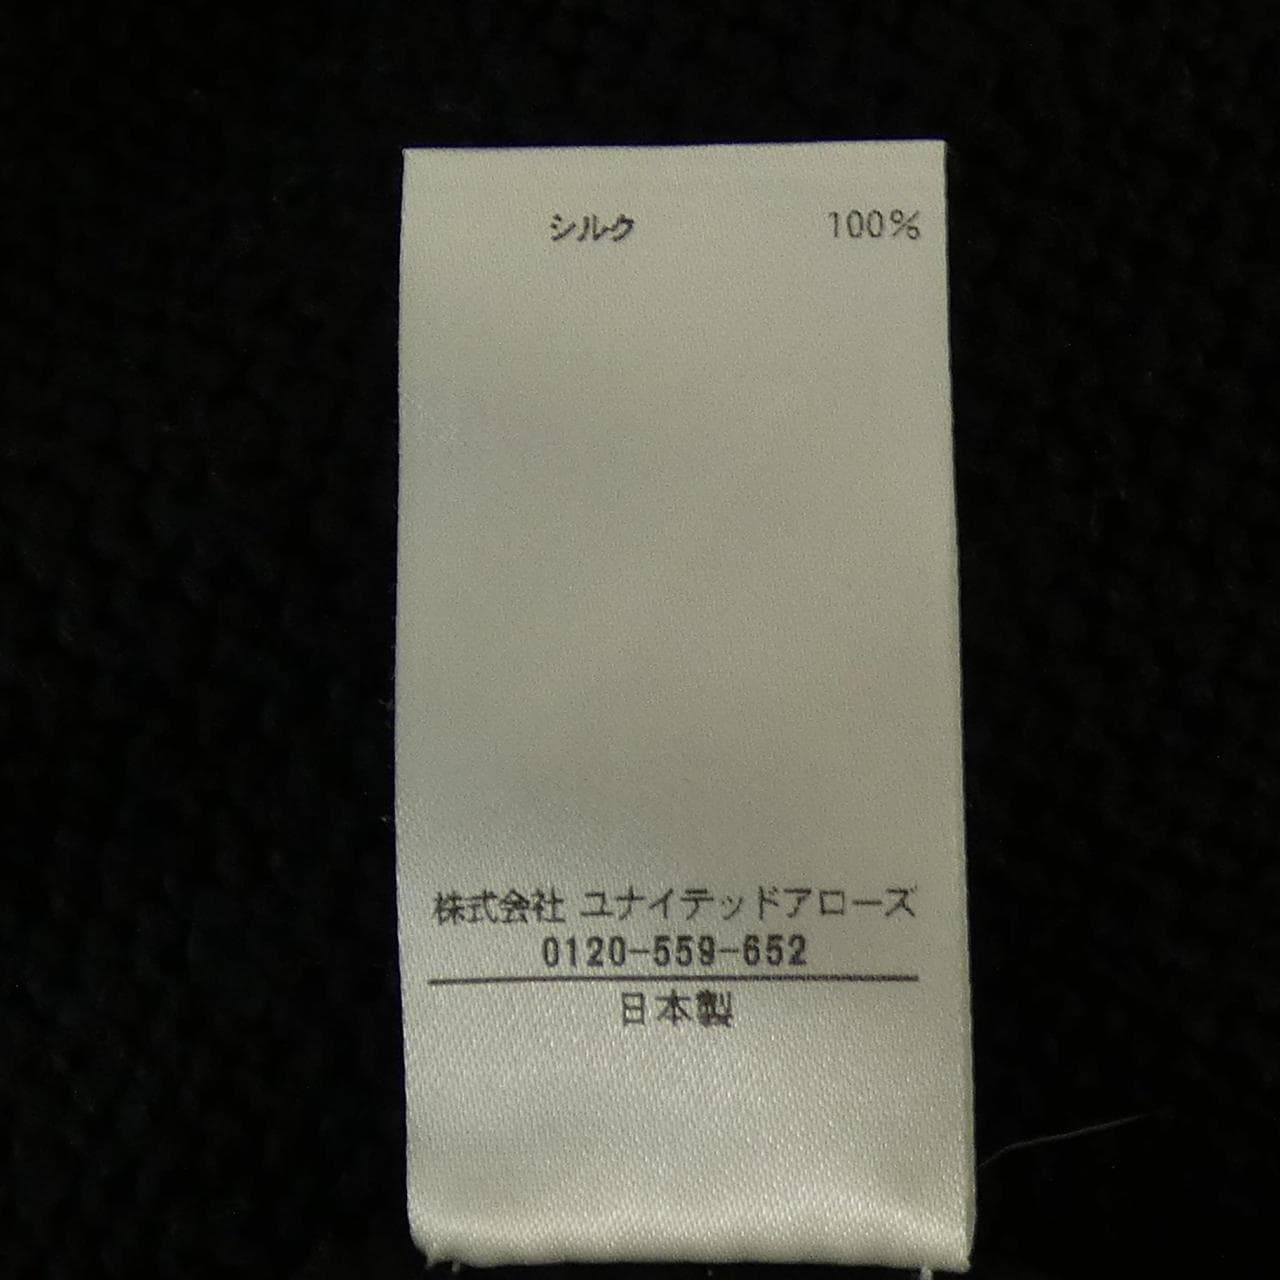 シルク 100%
株式会社 ユナイテッドアローズ
0120-559-652
日本製